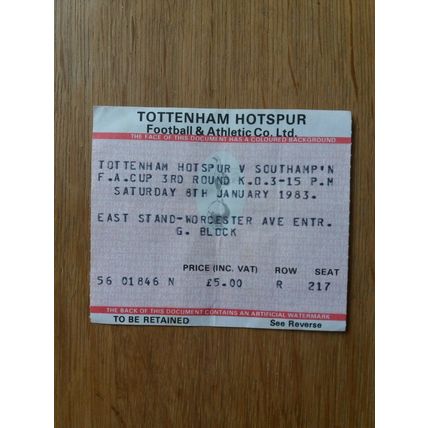 TOTTENHAM HOTSPUR
Football & Athletic Co. Ltd.
THE FACE OF THIS DOCUMENT HAS A COLOURED BACKGROUND
TOTTENHAM HOTSPUR V SOUTHAMP'N
F.A.CUP 3RD ROUND K.O.3-15 P.M
SATURDAY 8TH JANUARY 1983.
EAST STAND-WORCESTER AVE ENTR.
G. BLOCK
PRICE (INC. VAT) ROW SEAT
56 01846 N £5.00 R 217
THE BACK OF THIS DOCUMENT CONTAINS AN ARTIFICIAL WATERMARK
TO BE RETAINED See Reverse